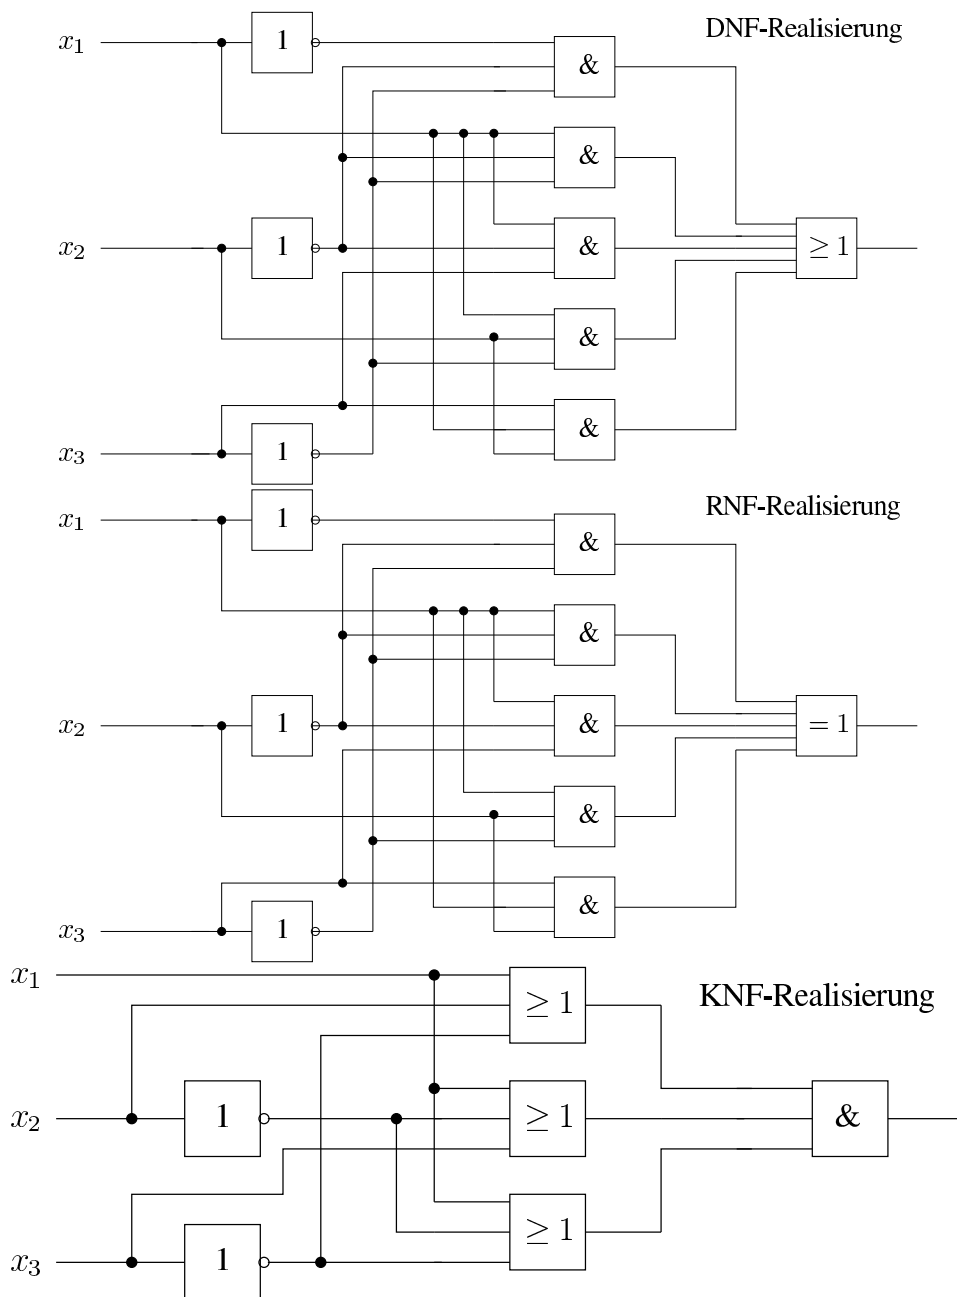 DNF-Realisierung
x₁ 1
&
&
x₂ 1 & ≥ 1
&
&
x₃ 1
RNF-Realisierung
x₁ 1
&
&
x₂ 1 & = 1
&
&
x₃ 1
x₁
KNF-Realisierung
≥ 1
x₂ 1 ≥ 1 &
≥ 1
x₃ 1